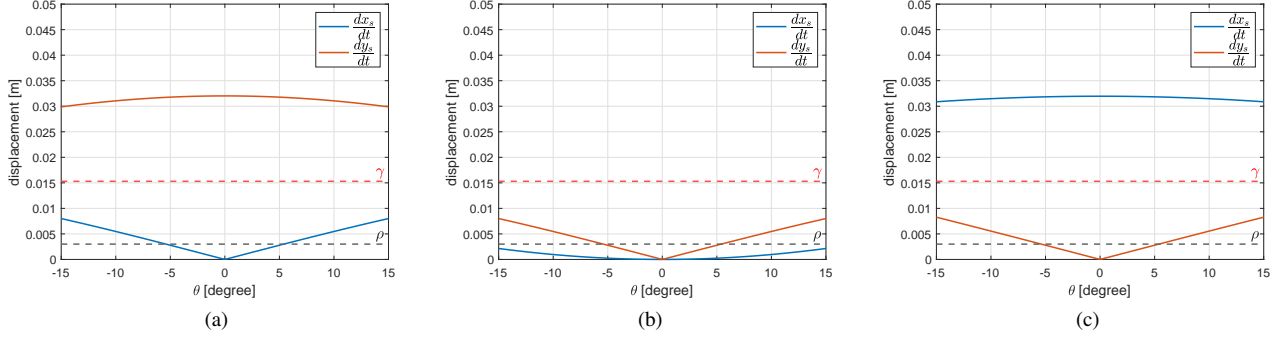 0.05
0.045
0.04
0.035
0.03
0.025
0.02
0.015
0.01
0.005
0
displacement [m]
dx_s/dt
dy_s/dt
γ
ρ
-15 -10 -5 0 5 10 15
θ [degree]
(a)
0.05
0.045
0.04
0.035
0.03
0.025
0.02
0.015
0.01
0.005
0
displacement [m]
dx_s/dt
dy_s/dt
γ
ρ
-15 -10 -5 0 5 10 15
θ [degree]
(b)
0.05
0.045
0.04
0.035
0.03
0.025
0.02
0.015
0.01
0.005
0
displacement [m]
dx_s/dt
dy_s/dt
γ
ρ
-15 -10 -5 0 5 10 15
θ [degree]
(c)